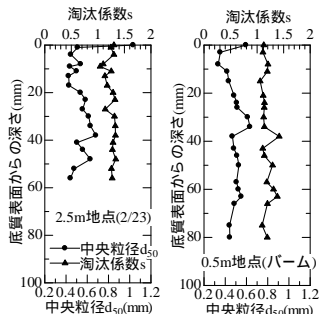 淘汰係数s
0 0.5 1 1.5 2
0
20
40
60
80
100
底質表面からの深さ(mm)
2.5m地点(2/23)
中央粒径d50
淘汰係数s
0.2 0.4 0.6 0.8 1 1.2
中央粒径d50(mm)
淘汰係数s
0 0.5 1 1.5 2
0
20
40
60
80
100
底質表面からの深さ(mm)
0.5m地点(バーム)
0.2 0.4 0.6 0.8 1 1.2
中央粒径d50(mm)